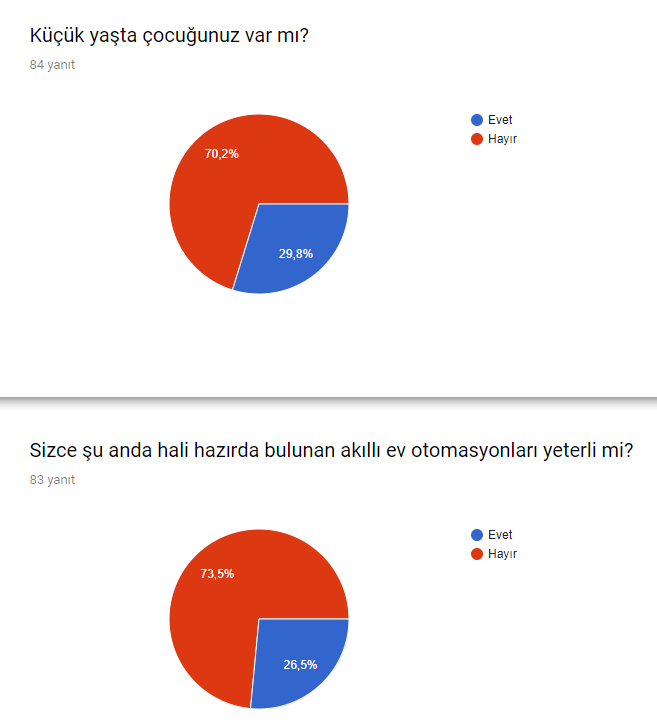 Küçük yaşta çocuğunuz var mı?
84 yanıt
Evet
Hayır
70,2%
29,8%
Sizce şu anda hali hazırda bulunan akıllı ev otomasyonları yeterli mi?
83 yanıt
Evet
Hayır
73,5%
26,5%